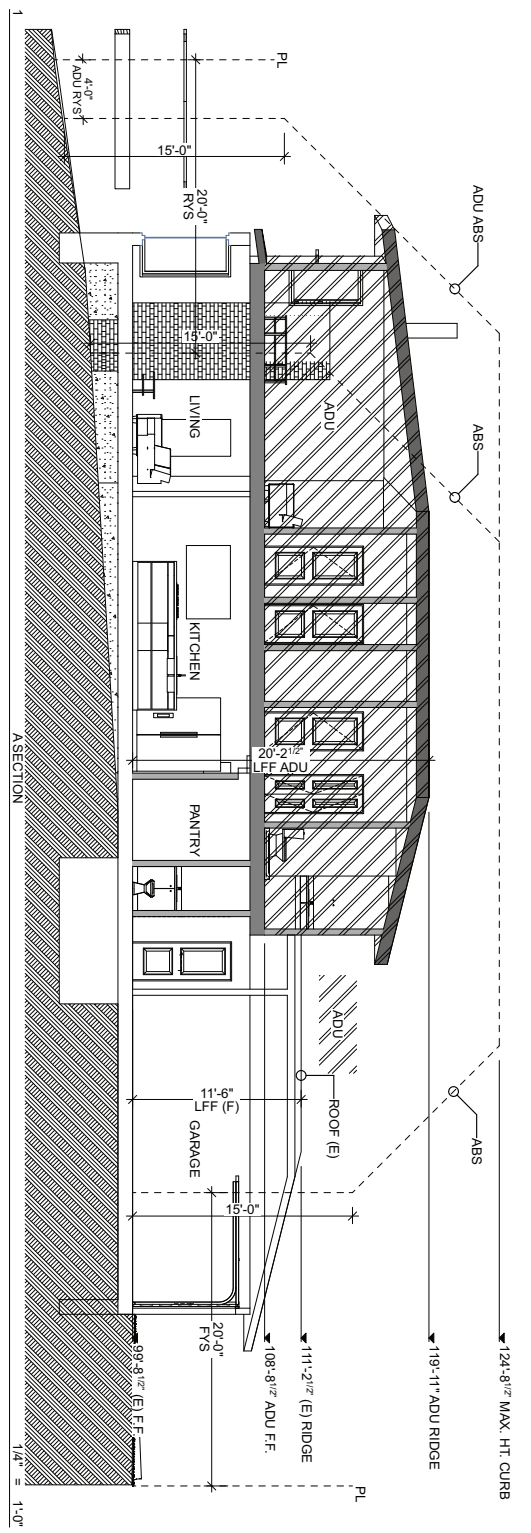 PL
4'-0"
ADU RYS
15'-0"
20'-0"
RYS
ADU ABS
ABS
15'-0"
ADU
LIVING
KITCHEN
20'-2 1/2"
LFF ADU
PANTRY
ADU
ROOF (E)
ABS
11'-6"
LFF (F)
GARAGE
15'-0"
20'-0"
FYS
PL
124'-8 1/2" MAX. HT. CURB
119'-11" ADU RIDGE
111'-2 1/2" (E) RIDGE
108'-8 1/2" ADU F.F.
99'-8 1/2" (E) F.F.
1
A SECTION
1/4" = 1'-0"